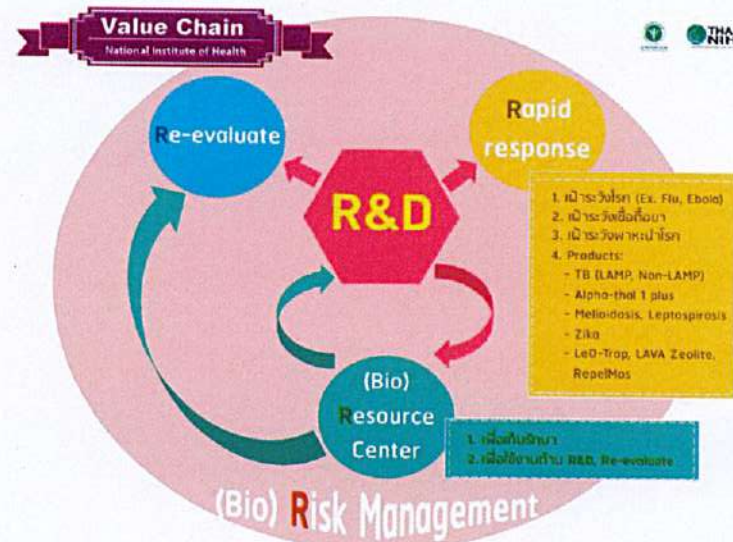 Value Chain
National Institute of Health
THAI
NIH
Re-evaluate
Rapid
response
R&D
1. เฝ้าระวังโรค (Ex. Flu, Ebola)
2. เฝ้าระวังเชื้อดื้อยา
3. เฝ้าระวังพาหะนำโรค
4. Products:
- TB (LAMP, Non-LAMP)
- Alpha-thal 1 plus
- Melioidosis, Leptospirosis
- Zika
- LeO-Trap, LAVA Zeolite,
RepelMos
(Bio)
Resource
Center
1. เพื่อเก็บรักษา
2. เพื่อใช้งานด้าน R&D, Re-evaluate
(Bio) Risk Management